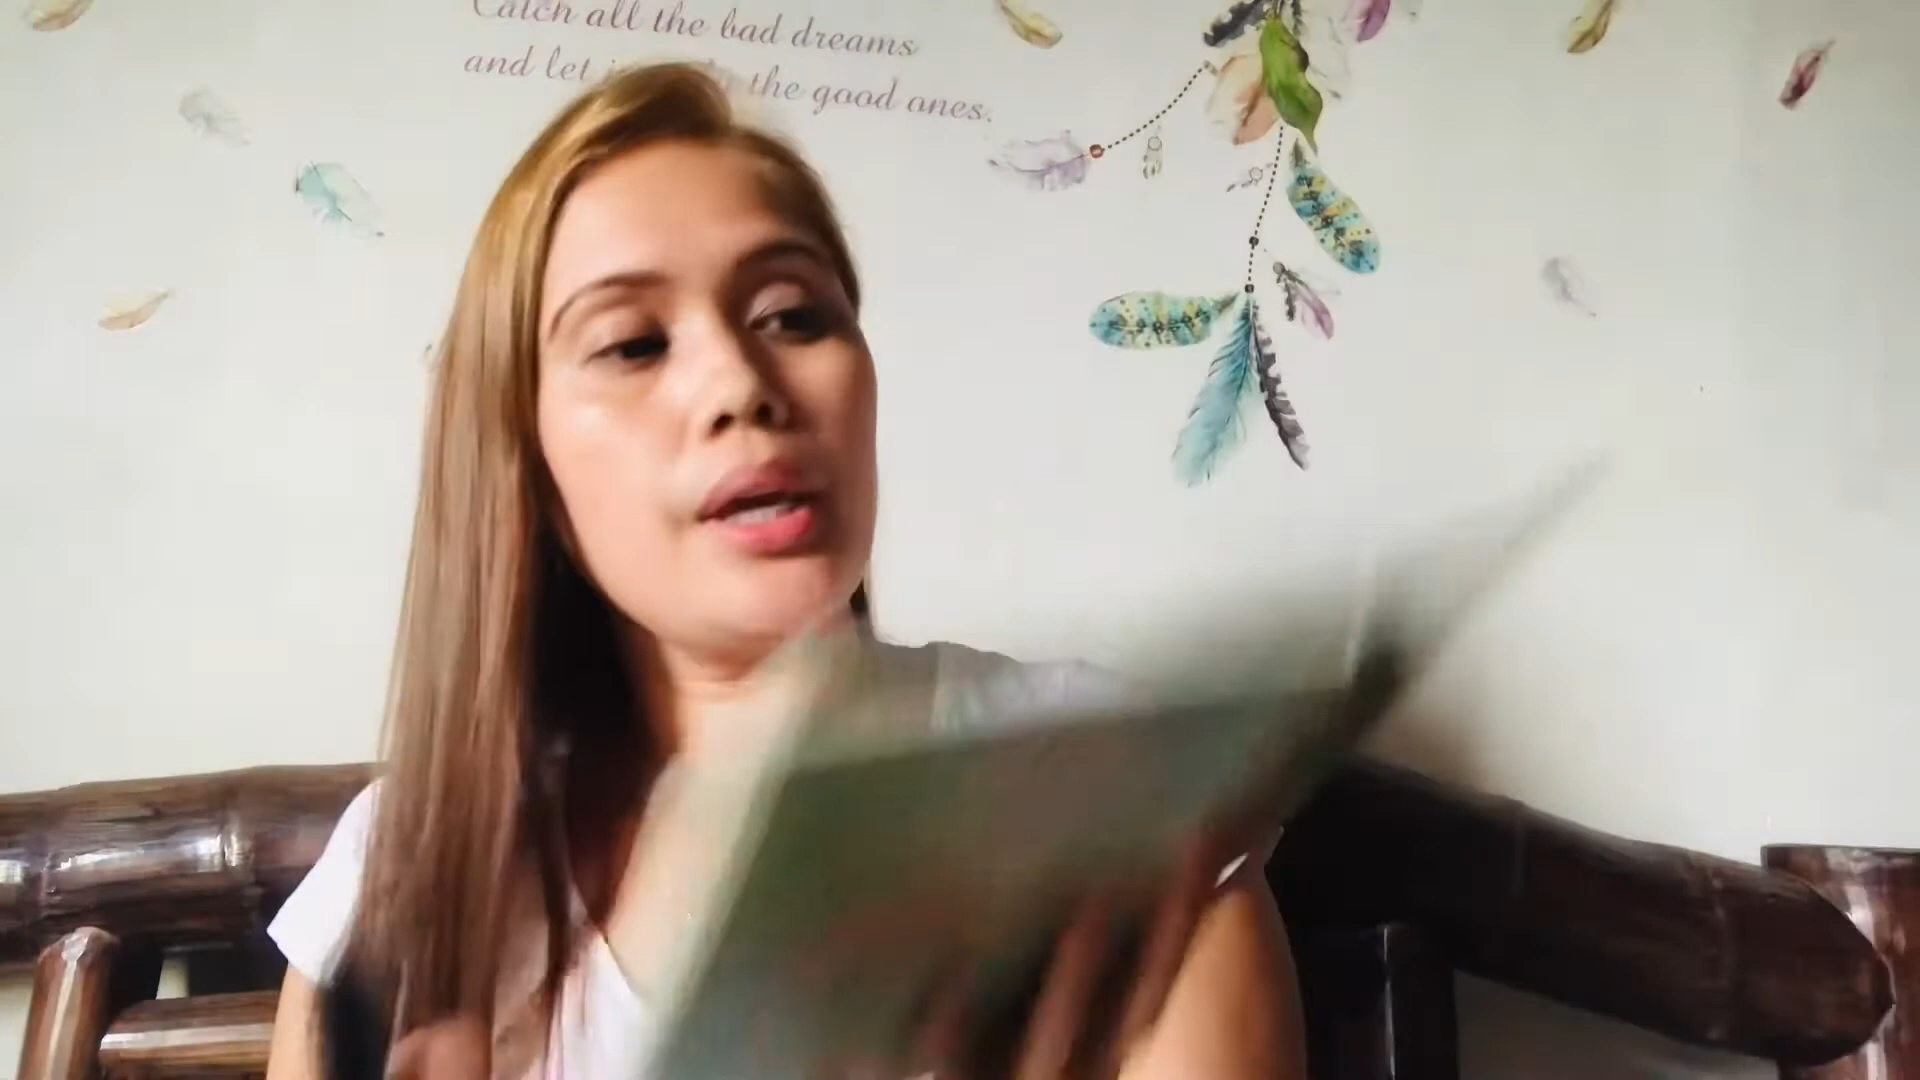 Catch all the bad dreams
and let the good ones.